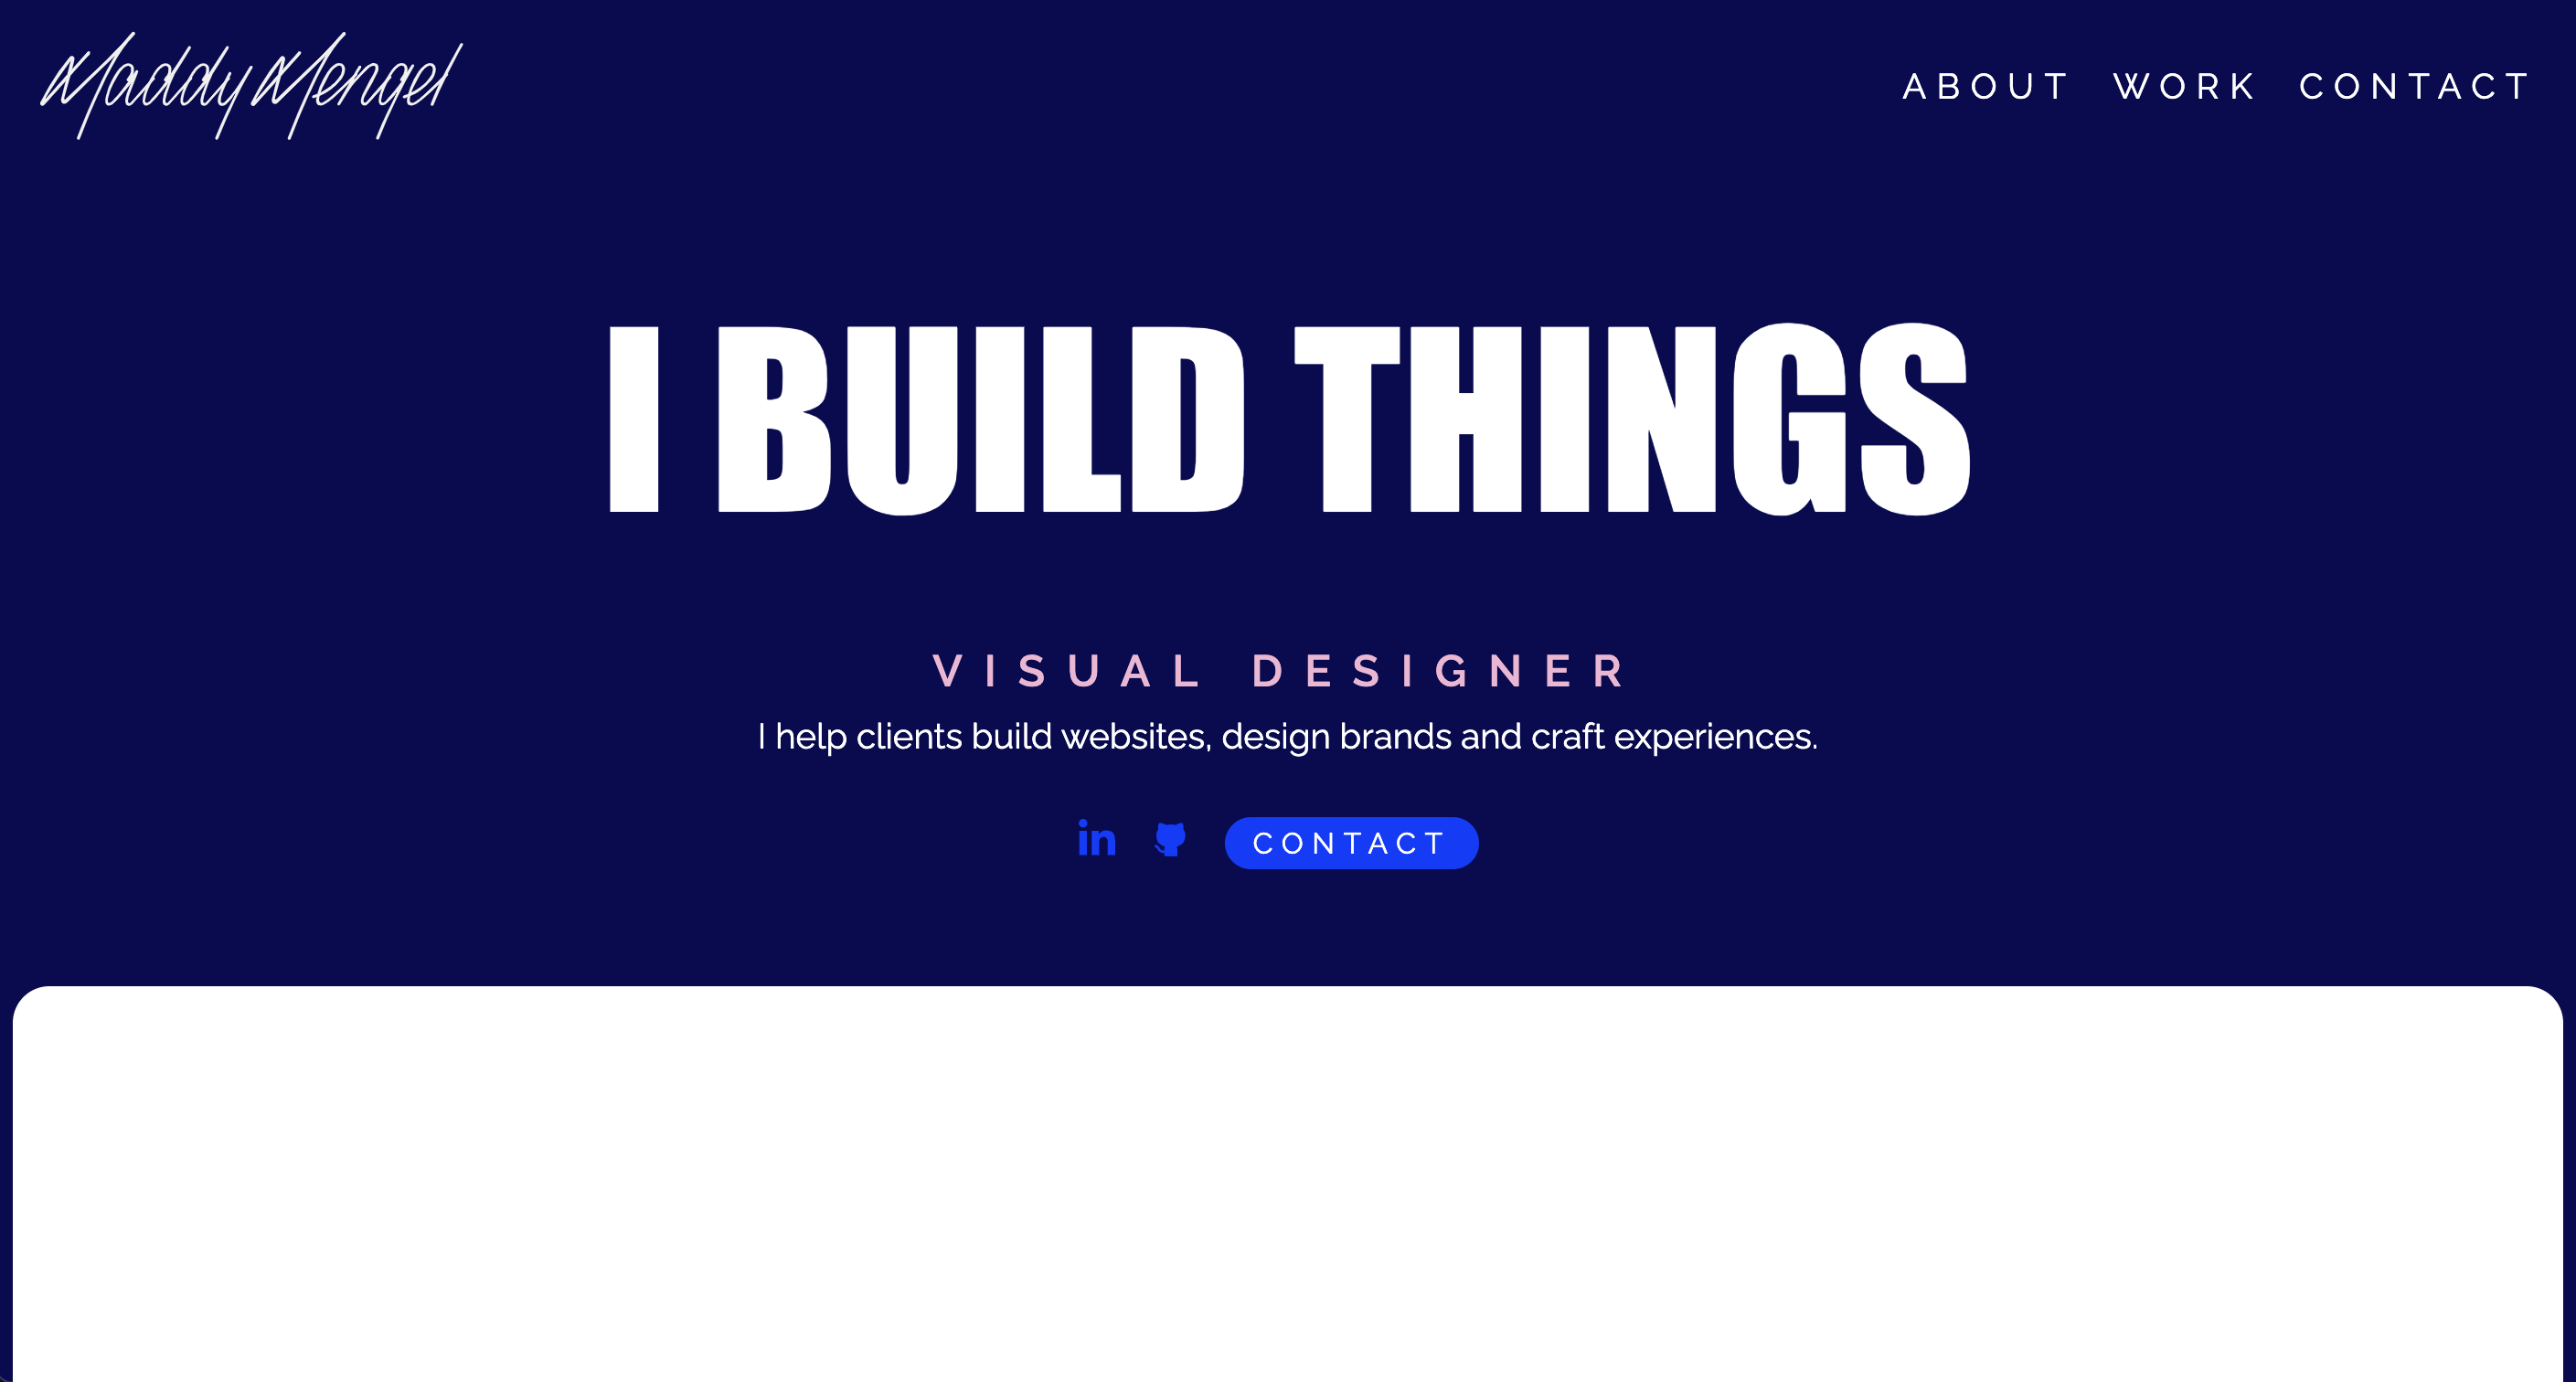 Maddy Mengel
ABOUT WORK CONTACT
I BUILD THINGS
VISUAL DESIGNER
I help clients build websites, design brands and craft experiences.
in CONTACT